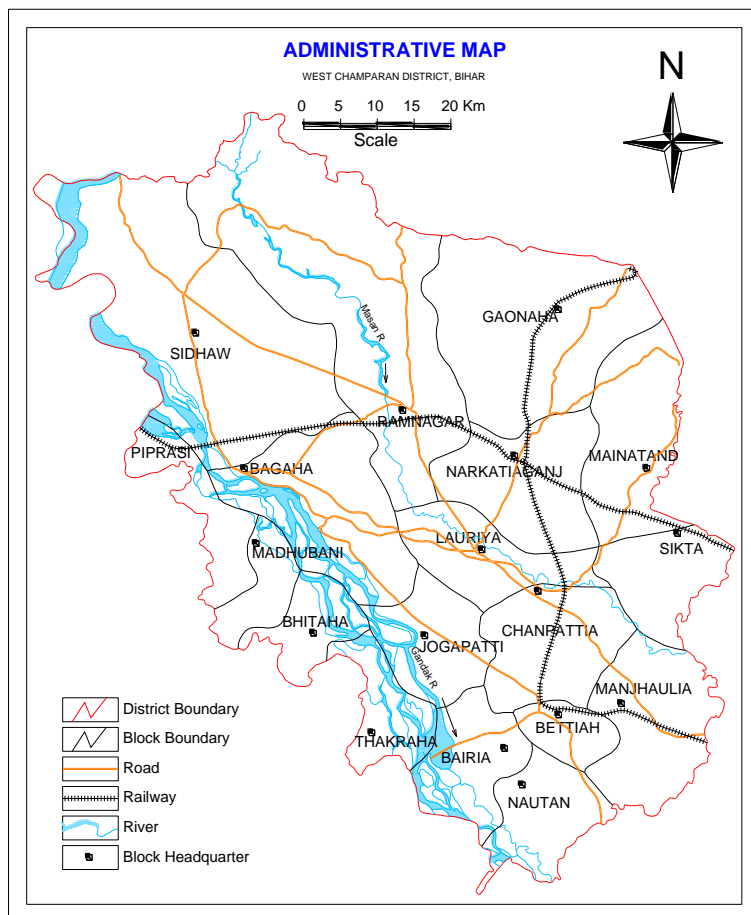 ADMINISTRATIVE MAP
WEST CHAMPARAN DISTRICT, BIHAR
N
0 5 10 20 Km
Scale
Masan R
GAONAHA
SIDHAW
RAMNAGAR
PIPRASI
BAGAHA
NARKATIAGANJ
MAINATAND
LAURIYA
SIKTA
MADHUBANI
CHANPATTIA
BHITAHA
JOGAPATTI
Gandak R
MANJHAULIA
BETTIAH
THAKRAHA
BAIRIA
NAUTAN
District Boundary
Block Boundary
Road
Railway
River
Block Headquarter